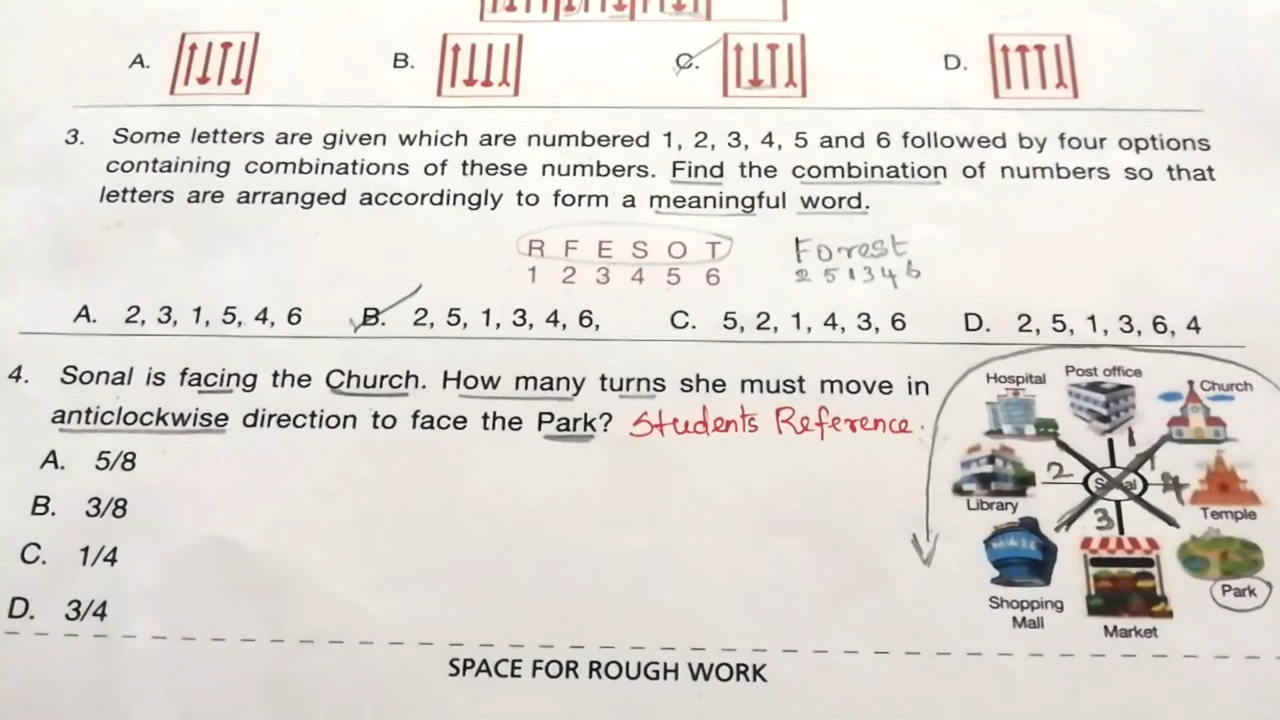 A. B. C. D.
3. Some letters are given which are numbered 1, 2, 3, 4, 5 and 6 followed by four options
containing combinations of these numbers. Find the combination of numbers so that
letters are arranged accordingly to form a meaningful word.
R F E S O T Forest
1 2 3 4 5 6 2 5 1 3 4 6
A. 2, 3, 1, 5, 4, 6 B. 2, 5, 1, 3, 4, 6, C. 5, 2, 1, 4, 3, 6 D. 2, 5, 1, 3, 6, 4
4. Sonal is facing the Church. How many turns she must move in
anticlockwise direction to face the Park? Students Reference.
A. 5/8
B. 3/8
C. 1/4
D. 3/4
Hospital Post office Church
1
2 4
Library 3 Temple
Shopping
Mall
Market
Park
SPACE FOR ROUGH WORK